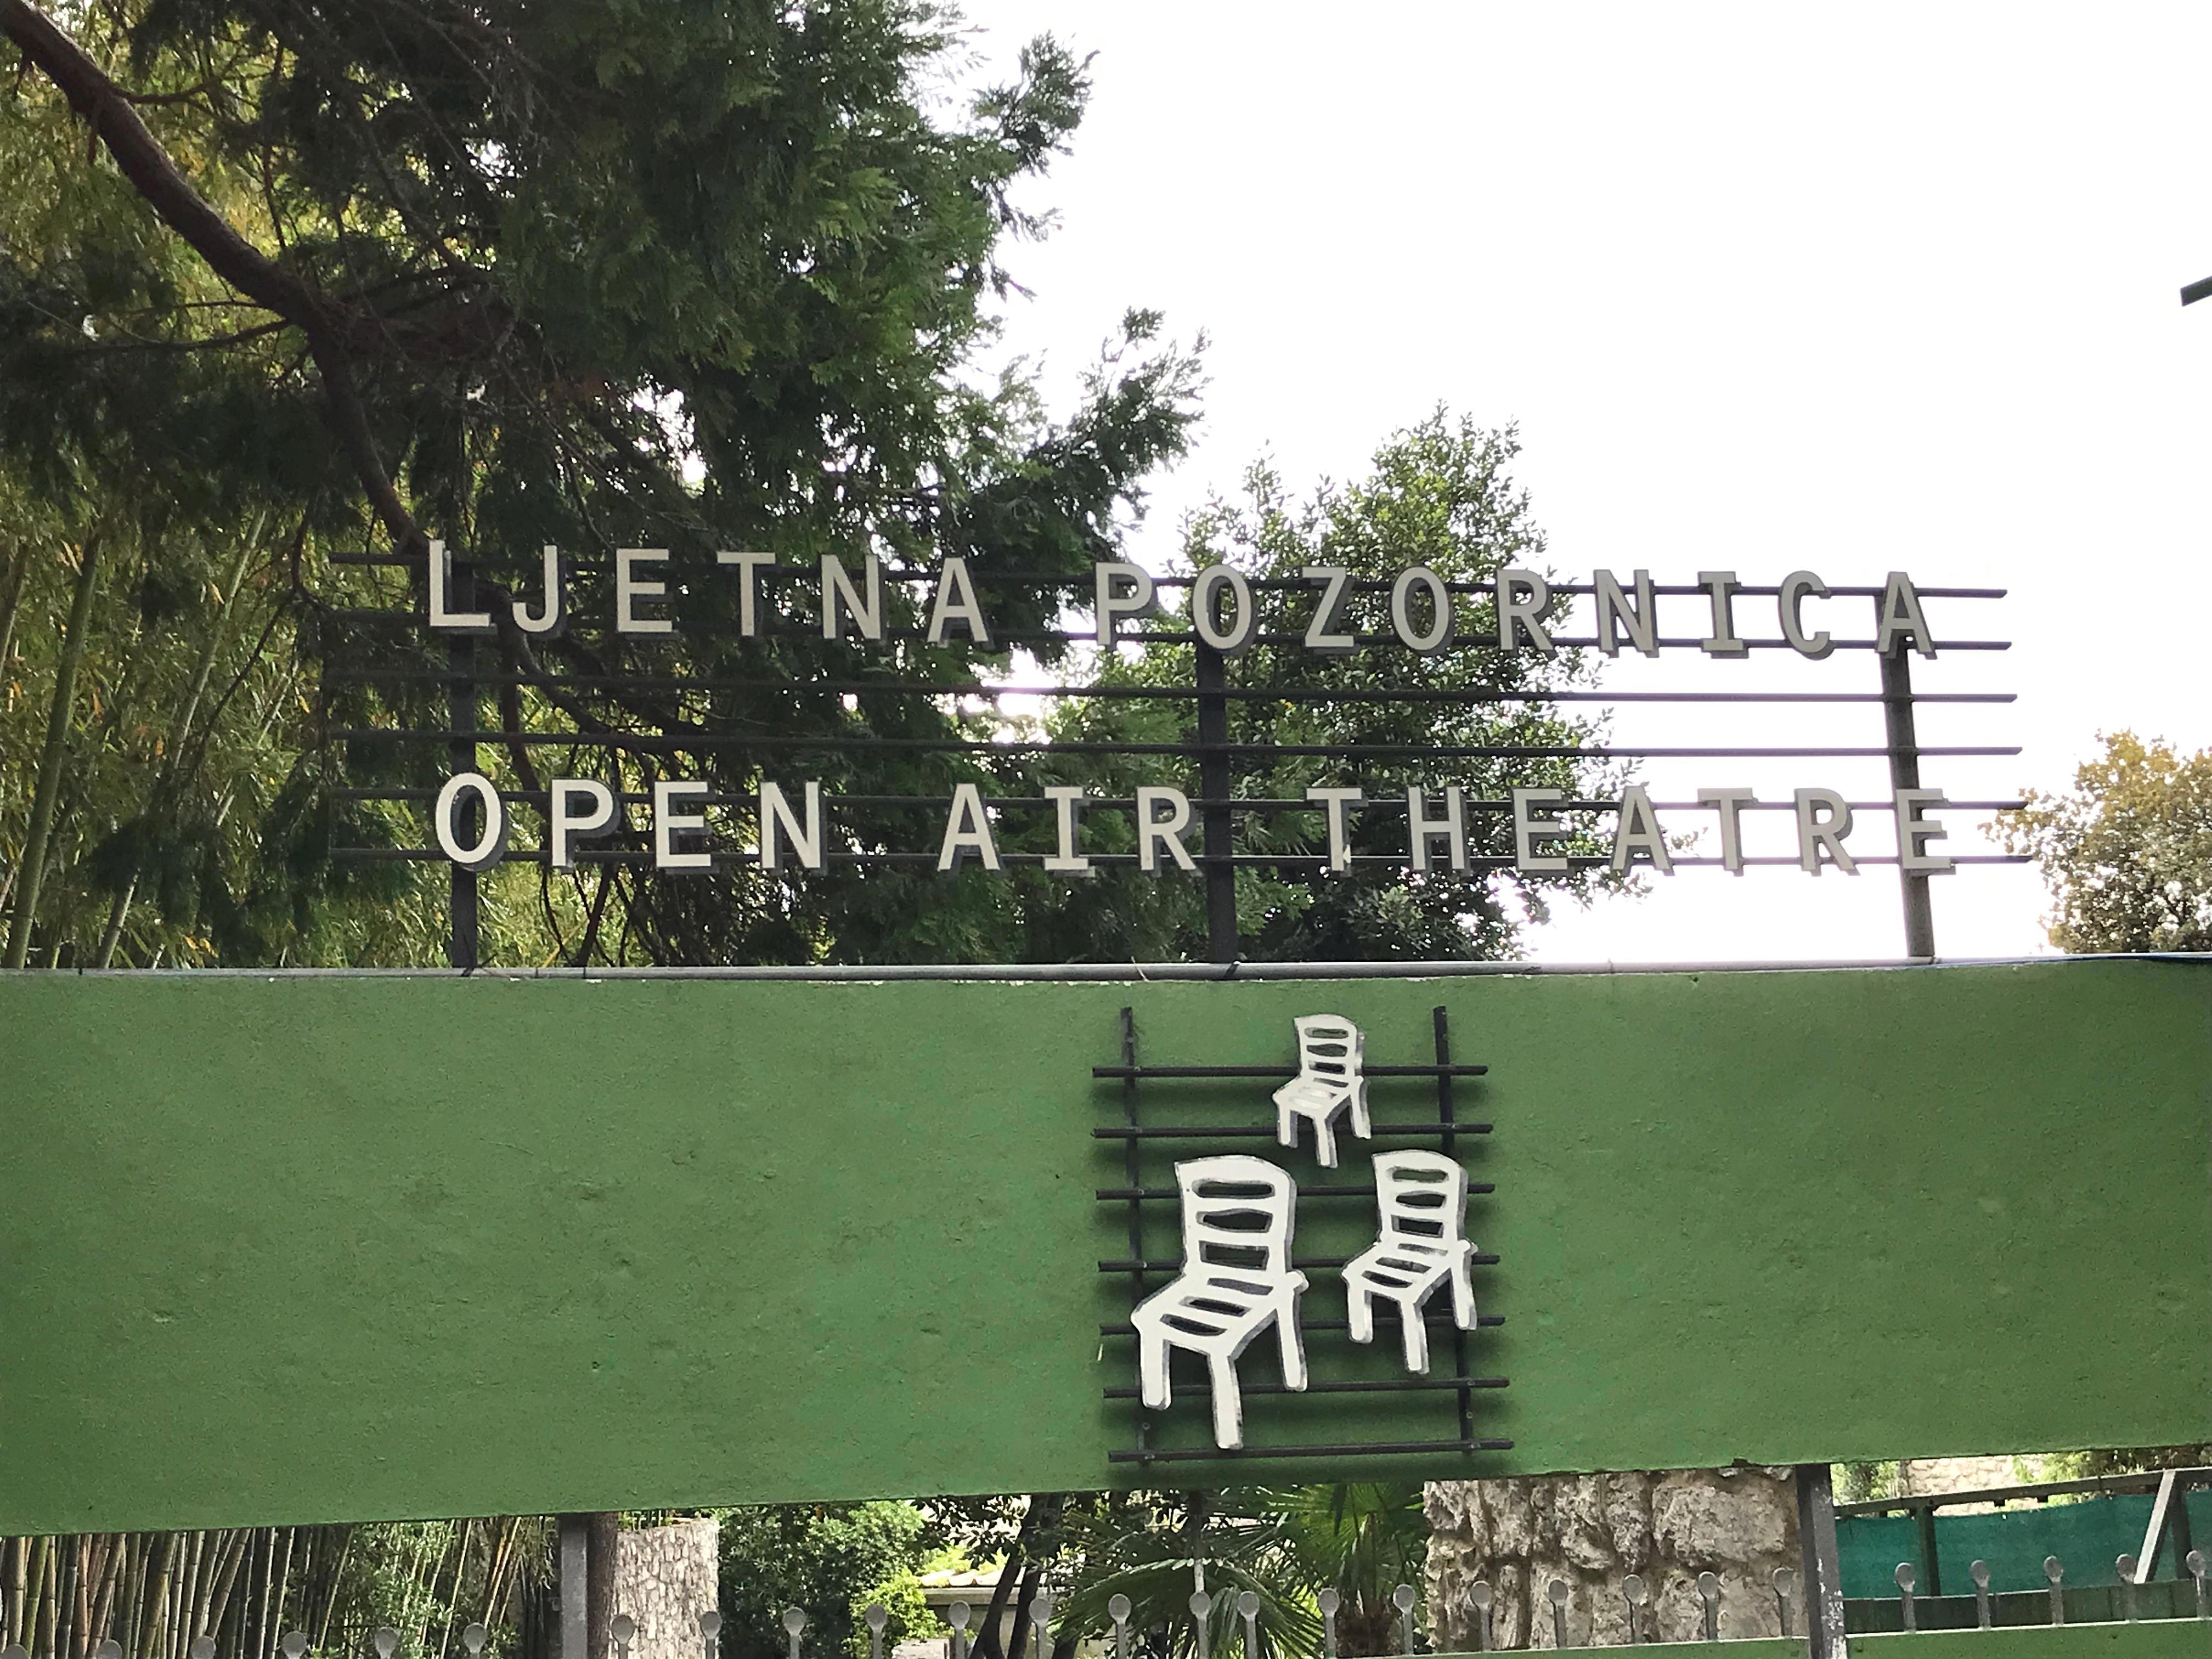 LJETNA POZORNICA
OPEN AIR THEATRE